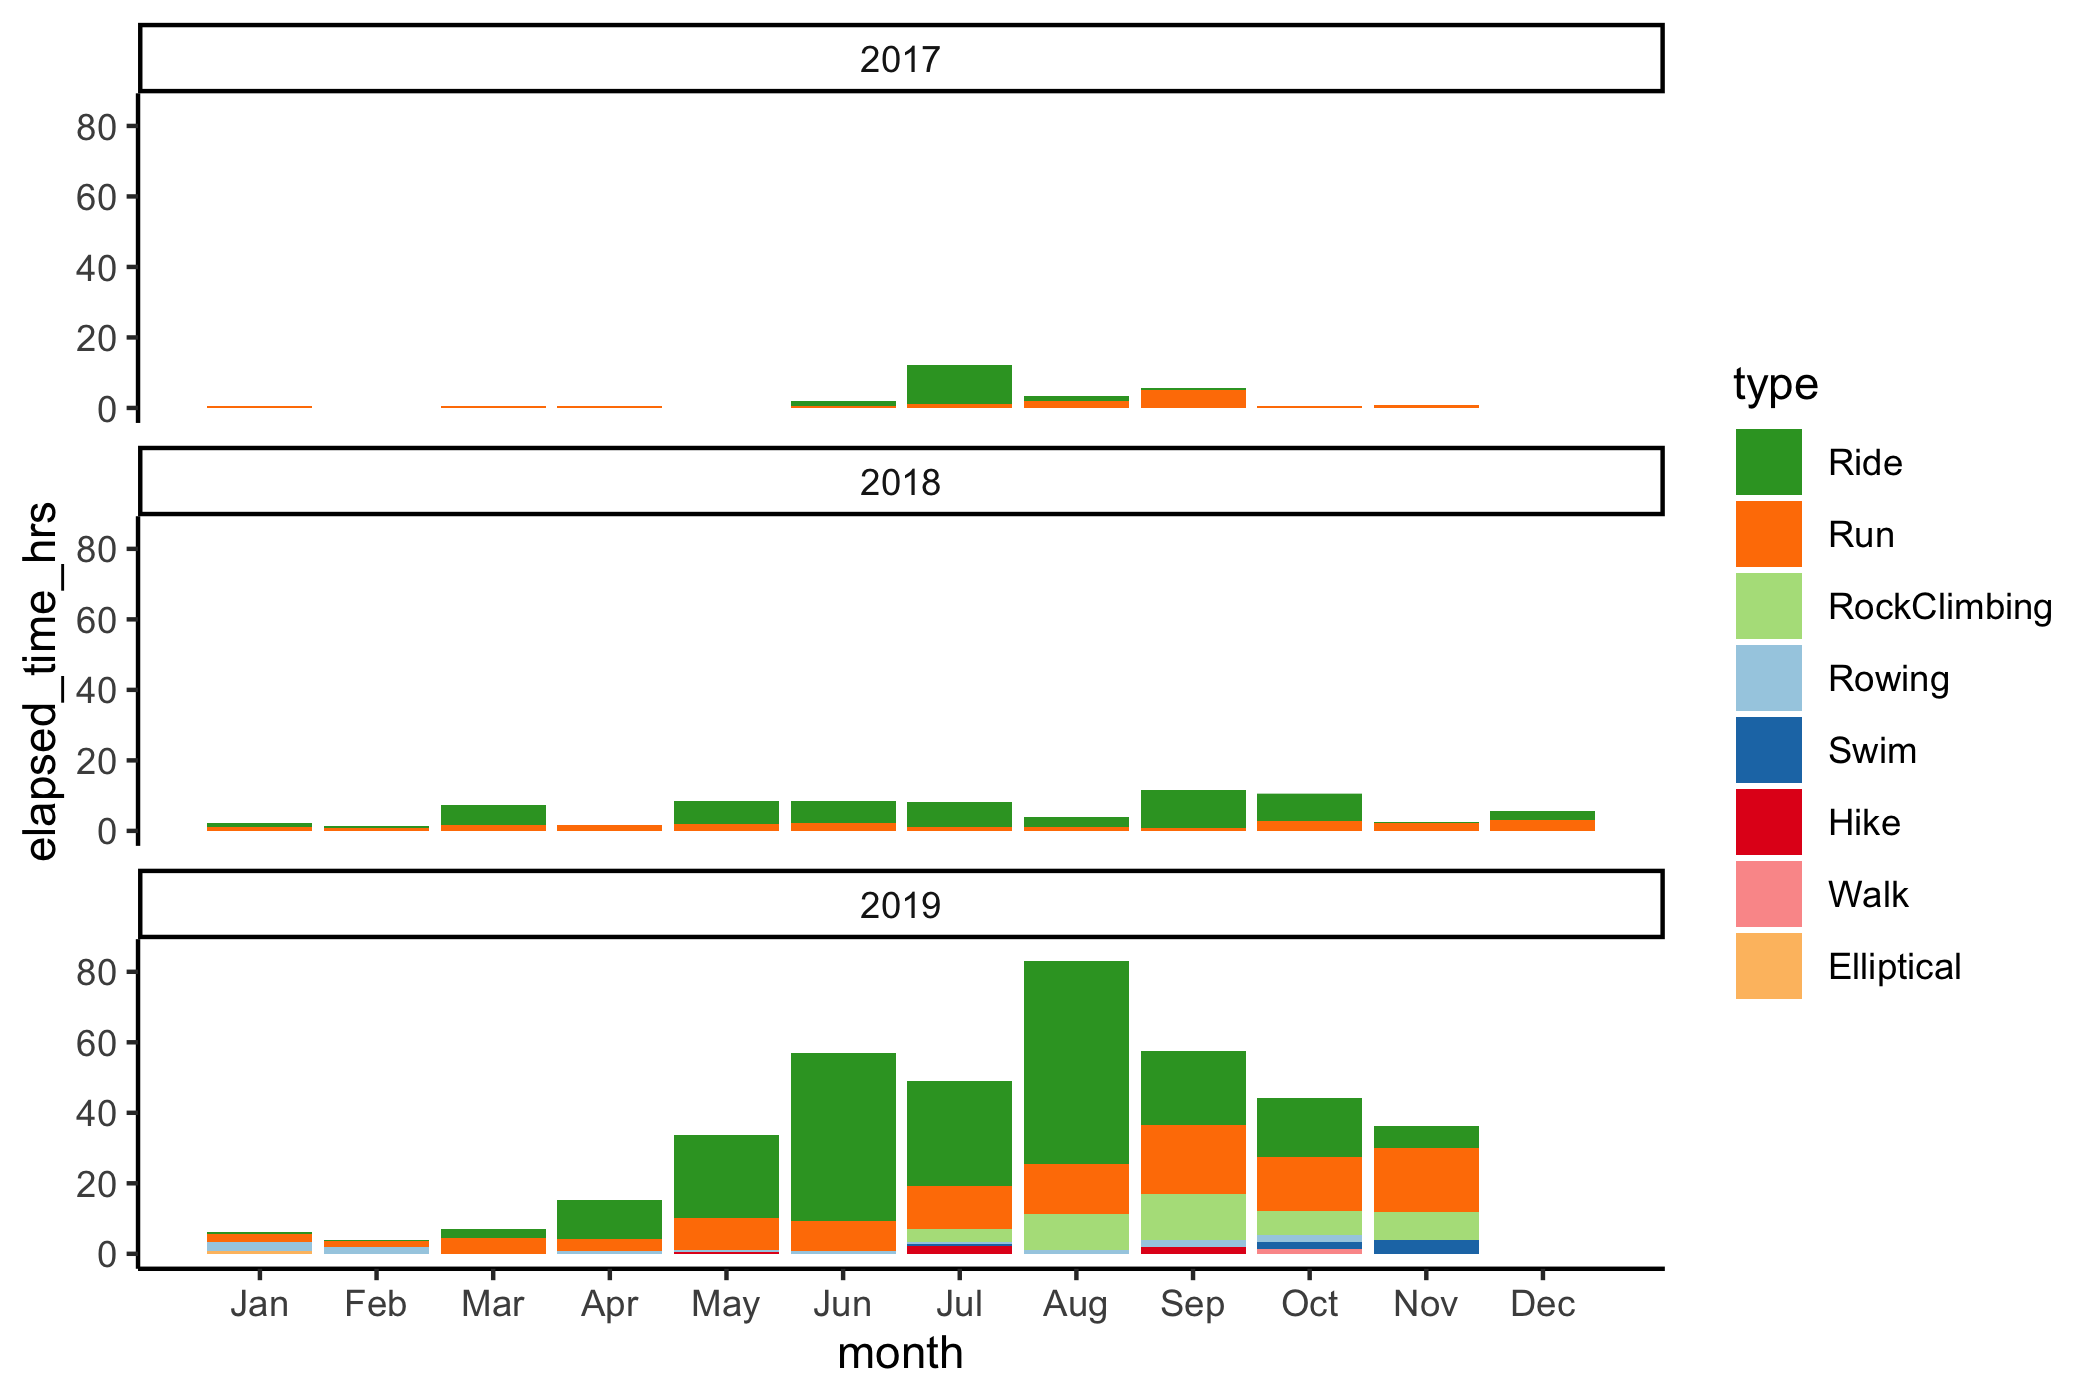 2017
80
60
40
20
0
2018
80
60
40
20
0
2019
80
60
40
20
0
Jan Feb Mar Apr May Jun Jul Aug Sep Oct Nov Dec
month
elapsed_time_hrs
type
Ride
Run
RockClimbing
Rowing
Swim
Hike
Walk
Elliptical